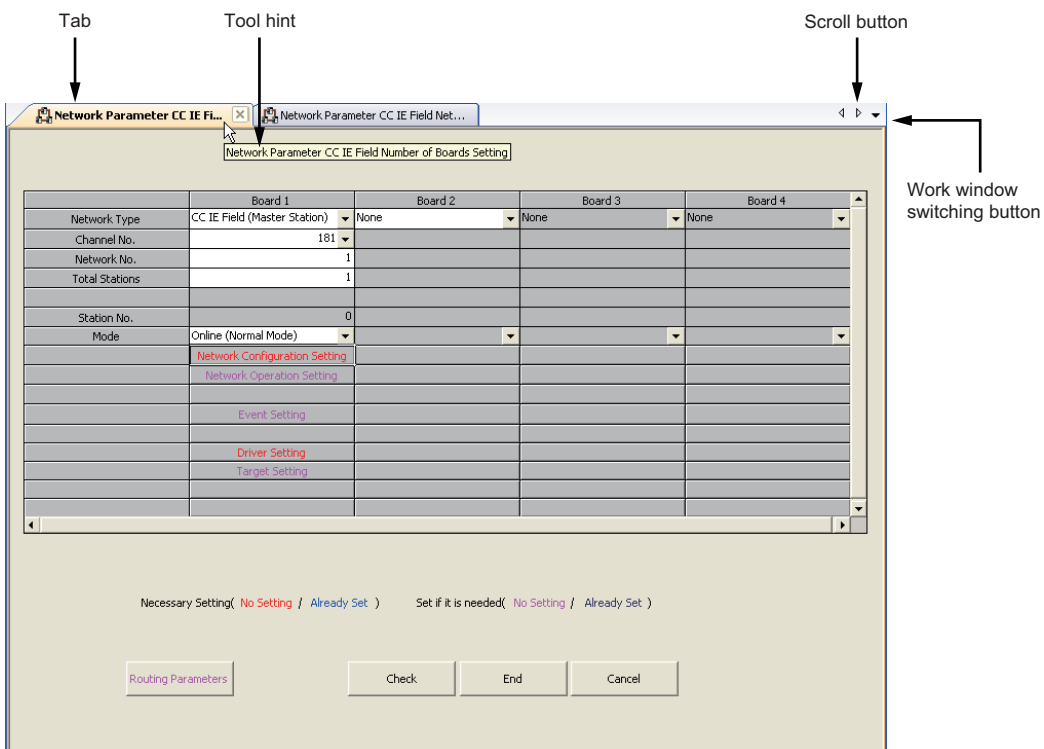 Tab Tool hint Scroll button
Network Parameter CC IE Fi... Network Parameter CC IE Field Net...
Network Parameter CC IE Field Number of Boards Setting
Work window
switching button
Board 1 Board 2 Board 3 Board 4
Network Type CC IE Field (Master Station) None None None
Channel No. 181
Network No. 1
Total Stations 1
Station No. 0
Mode Online (Normal Mode)
Network Configuration Setting
Network Operation Setting
Event Setting
Driver Setting
Target Setting
Necessary Setting( No Setting / Already Set ) Set if it is needed( No Setting / Already Set )
Routing Parameters Check End Cancel